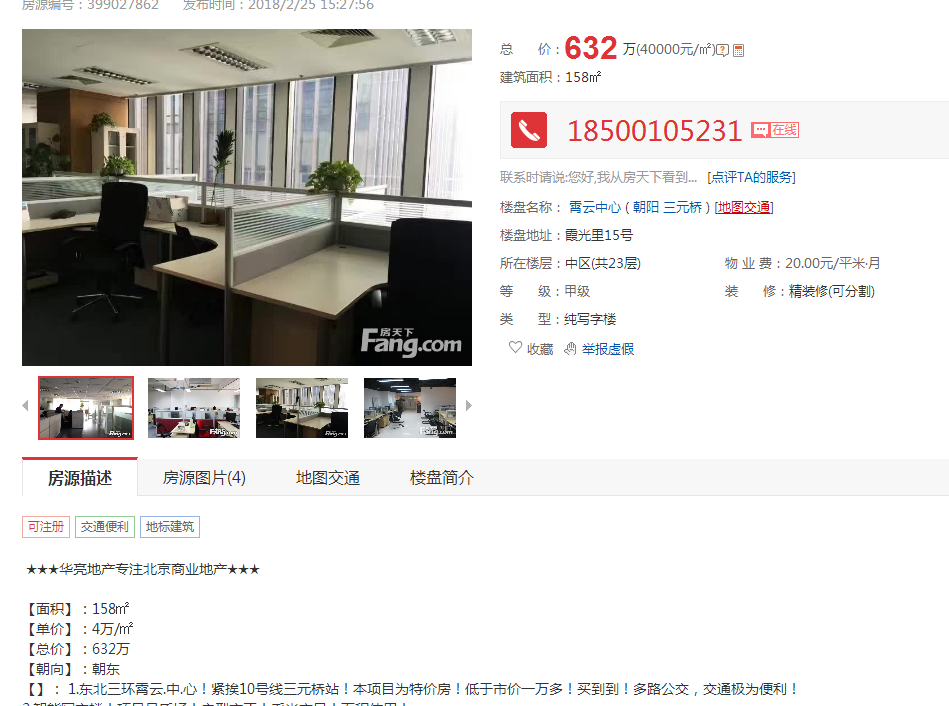 房源编号：399027862 发布时间：2018/2/25 15:27:56
总 价：632 万(40000元/㎡)
建筑面积：158㎡
18500105231 在线
联系时请说:您好,我从房天下看到... [点评TA的服务]
楼盘名称： 霄云中心 ( 朝阳 三元桥 ) [地图交通]
楼盘地址：霞光里15号
所在楼层：中区(共23层) 物 业 费：20.00元/平米·月
等 级：甲级 装 修：精装修(可分割)
类 型：纯写字楼
收藏 举报虚假
房天下
Fang.com
房源描述 房源图片(4) 地图交通 楼盘简介
可注册 交通便利 地标建筑
★★★华亮地产专注北京商业地产★★★
【面积】：158㎡
【单价】：4万/㎡
【总价】：632万
【朝向】：朝东
【】： 1.东北三环霄云.中.心！紧挨10号线三元桥站！本项目为特价房！低于市价一万多！买到到！多路公交，交通极为便利！